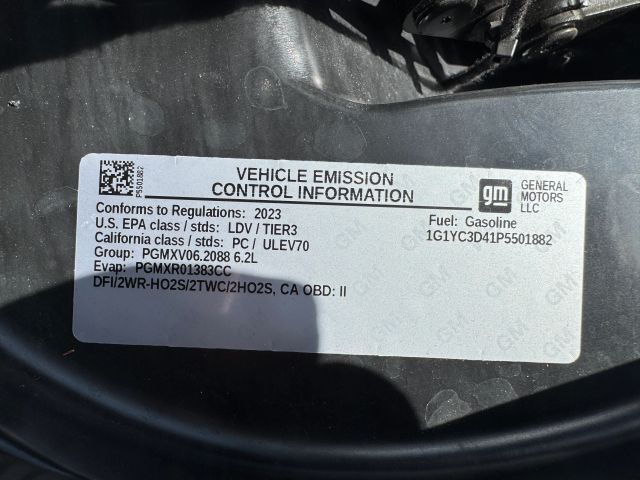 P5501882
VEHICLE EMISSION
CONTROL INFORMATION
gm
GENERAL
MOTORS
LLC
Conforms to Regulations: 2023
U.S. EPA class / stds: LDV / TIER3
California class / stds: PC / ULEV70
Group: PGMXV06.2088 6.2L
Evap: PGMXR01383CC
DFI/2WR-HO2S/2TWC/2HO2S, CA OBD: II
Fuel: Gasoline
1G1YC3D41P5501882